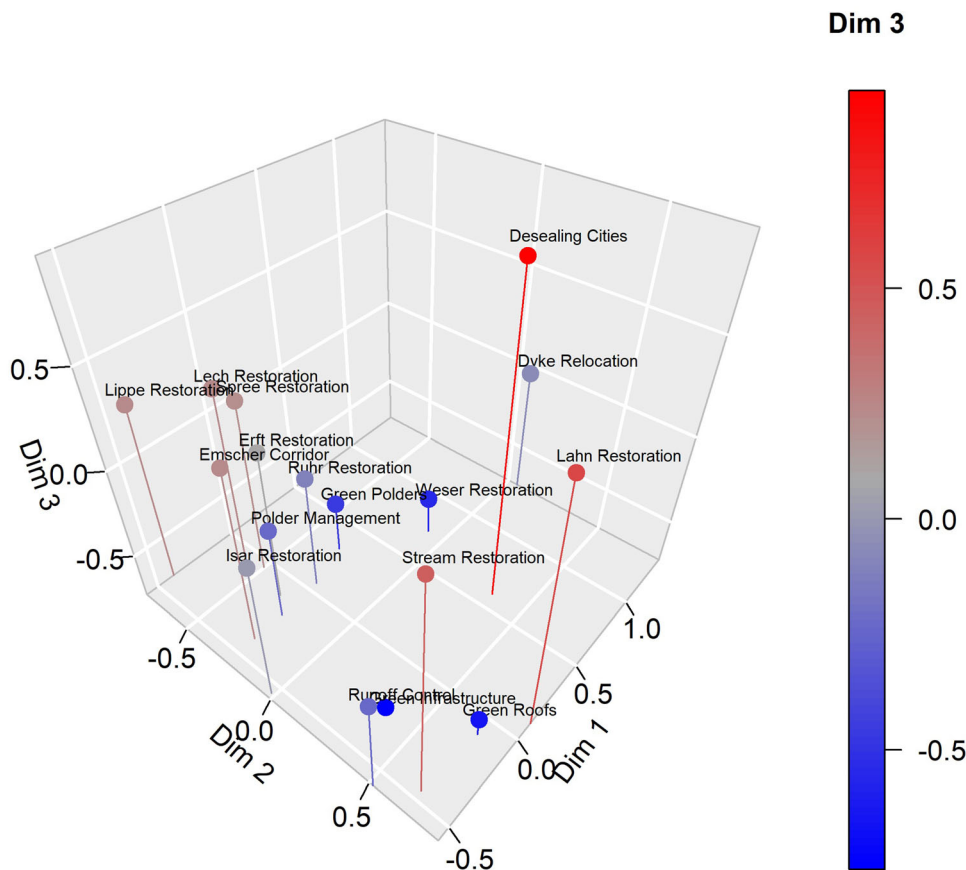 Dim 3
Desealing Cities
Dyke Relocation
0.5
0.5
Lech Restoration
Lippe Restoration
Spree Restoration
Erft Restoration
Emscher Corridor
Lahn Restoration
Ruhr Restoration
0.0
Dim 3
Green Polders
Weser Restoration
Polder Management
0.0
-0.5
Isar Restoration
Stream Restoration
1.0
-0.5
0.5
Runoff Control
Green Infrastructure
Green Roofs
0.0
Dim 2
0.0
Dim 1
-0.5
0.5
-0.5